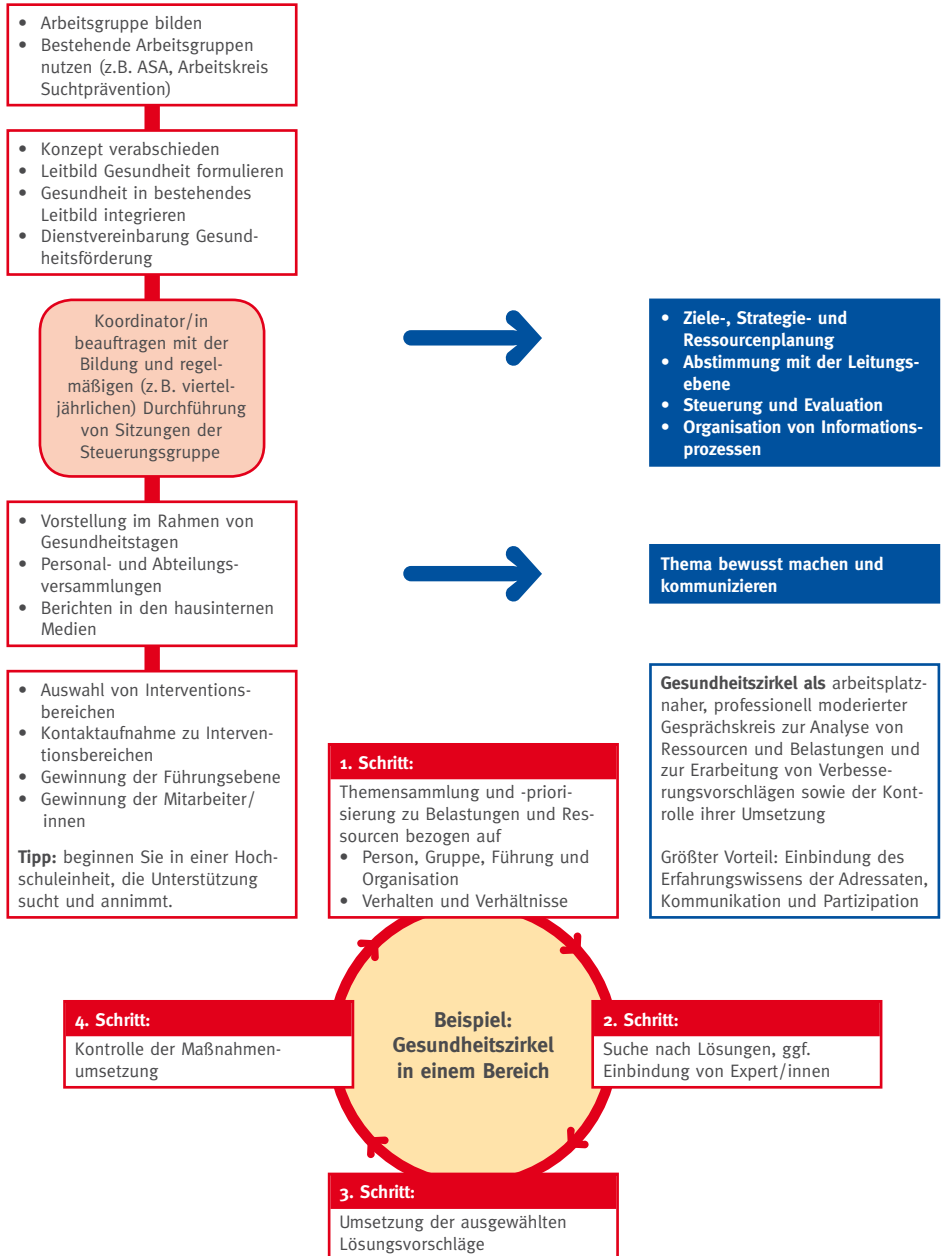 • Arbeitsgruppe bilden
• Bestehende Arbeitsgruppen
nutzen (z.B. ASA, Arbeitskreis
Suchtprävention)
• Konzept verabschieden
• Leitbild Gesundheit formulieren
• Gesundheit in bestehendes
Leitbild integrieren
• Dienstvereinbarung Gesund-
heitsförderung
Koordinator/in
beauftragen mit der
Bildung und regel-
mäßigen (z. B. viertel-
jährlichen) Durchführung
von Sitzungen der
Steuerungsgruppe
• Ziele-, Strategie- und
Ressourcenplanung
• Abstimmung mit der Leitungs-
ebene
• Steuerung und Evaluation
• Organisation von Informations-
prozessen
• Vorstellung im Rahmen von
Gesundheitstagen
• Personal- und Abteilungs-
versammlungen
• Berichten in den hausinternen
Medien
Thema bewusst machen und
kommunizieren
• Auswahl von Interventions-
bereichen
• Kontaktaufnahme zu Interven-
tionsbereichen
• Gewinnung der Führungsebene
• Gewinnung der Mitarbeiter/
innen
Tipp: beginnen Sie in einer Hoch-
schuleinheit, die Unterstützung
sucht und annimmt.
Gesundheitszirkel als arbeitsplatz-
naher, professionell moderierter
Gesprächskreis zur Analyse von
Ressourcen und Belastungen und
zur Erarbeitung von Verbesse-
rungsvorschlägen sowie der Kont-
rolle ihrer Umsetzung
Größter Vorteil: Einbindung des
Erfahrungswissens der Adressaten,
Kommunikation und Partizipation
1. Schritt:
Themensammlung und -priori-
sierung zu Belastungen und Res-
sourcen bezogen auf
• Person, Gruppe, Führung und
Organisation
• Verhalten und Verhältnisse
Beispiel:
Gesundheitszirkel
in einem Bereich
2. Schritt:
Suche nach Lösungen, ggf.
Einbindung von Expert/innen
3. Schritt:
Umsetzung der ausgewählten
Lösungsvorschläge
4. Schritt:
Kontrolle der Maßnahmen-
umsetzung